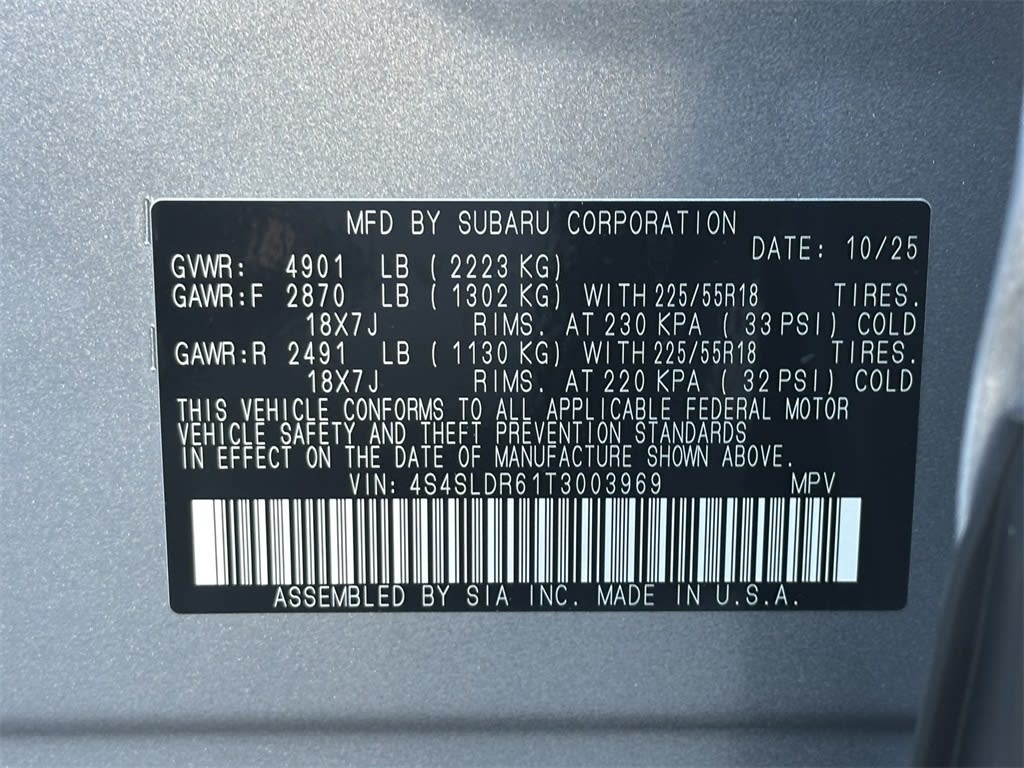 MFD BY SUBARU CORPORATION
DATE: 10/25
GVWR: 4901 LB ( 2223 KG)
GAWR:F 2870 LB ( 1302 KG) WITH 225/55R18 TIRES.
18X7J RIMS. AT 230 KPA ( 33 PSI) COLD
GAWR:R 2491 LB ( 1130 KG) WITH 225/55R18 TIRES.
18X7J RIMS. AT 220 KPA ( 32 PSI) COLD
THIS VEHICLE CONFORMS TO ALL APPLICABLE FEDERAL MOTOR
VEHICLE SAFETY AND THEFT PREVENTION STANDARDS
IN EFFECT ON THE DATE OF MANUFACTURE SHOWN ABOVE.
VIN: 4S4SLDR61T3003969 MPV
ASSEMBLED BY SIA INC. MADE IN U.S.A.